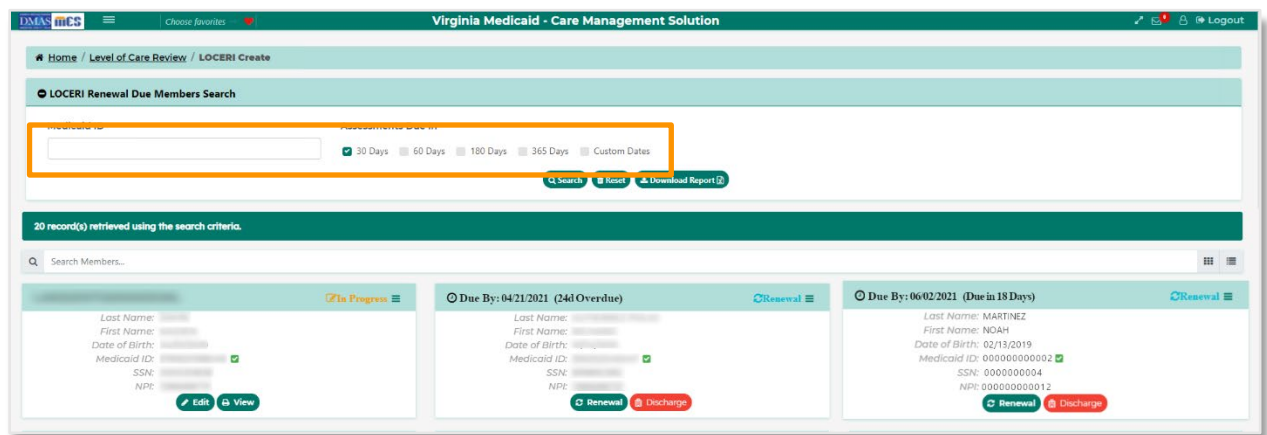 DMAS mcs Choose favorites Virginia Medicaid - Care Management Solution Logout
Home / Level of Care Review / LOCERI Create
LOCERI Renewal Due Members Search
Medicaid ID Assessments Due In
30 Days 60 Days 180 Days 365 Days Custom Dates
Search Reset Download Report
20 record(s) retrieved using the search criteria.
Search Members...
In Progress
Last Name:
First Name:
Date of Birth:
Medicaid ID:
SSN:
NPI:
Edit View
Due By: 04/21/2021 (24d Overdue) Renewal
Last Name:
First Name:
Date of Birth:
Medicaid ID:
SSN:
NPI:
Renewal Discharge
Due By: 06/02/2021 (Due in 18 Days) Renewal
Last Name: MARTINEZ
First Name: NOAH
Date of Birth: 02/13/2019
Medicaid ID: 000000000002
SSN: 0000000004
NPI: 000000000012
Renewal Discharge